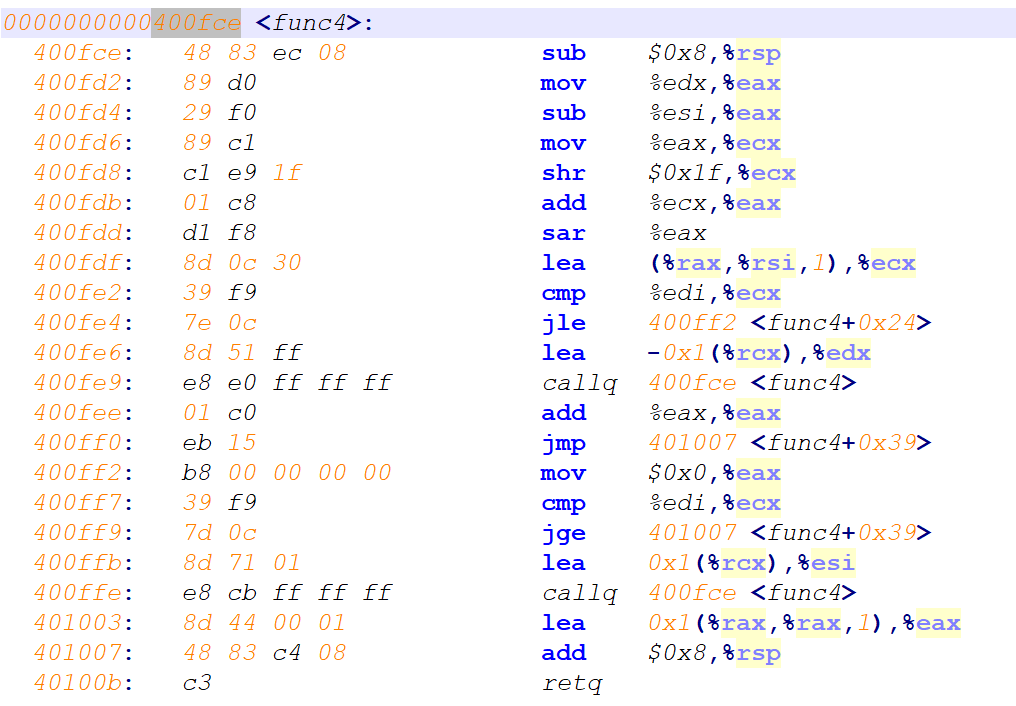 0000000000400fce <func4>:
400fce: 48 83 ec 08 sub $0x8,%rsp
400fd2: 89 d0 mov %edx,%eax
400fd4: 29 f0 sub %esi,%eax
400fd6: 89 c1 mov %eax,%ecx
400fd8: c1 e9 1f shr $0x1f,%ecx
400fdb: 01 c8 add %ecx,%eax
400fdd: d1 f8 sar %eax
400fdf: 8d 0c 30 lea (%rax,%rsi,1),%ecx
400fe2: 39 f9 cmp %edi,%ecx
400fe4: 7e 0c jle 400ff2 <func4+0x24>
400fe6: 8d 51 ff lea -0x1(%rcx),%edx
400fe9: e8 e0 ff ff ff callq 400fce <func4>
400fee: 01 c0 add %eax,%eax
400ff0: eb 15 jmp 401007 <func4+0x39>
400ff2: b8 00 00 00 00 mov $0x0,%eax
400ff7: 39 f9 cmp %edi,%ecx
400ff9: 7d 0c jge 401007 <func4+0x39>
400ffb: 8d 71 01 lea 0x1(%rcx),%esi
400ffe: e8 cb ff ff ff callq 400fce <func4>
401003: 8d 44 00 01 lea 0x1(%rax,%rax,1),%eax
401007: 48 83 c4 08 add $0x8,%rsp
40100b: c3 retq